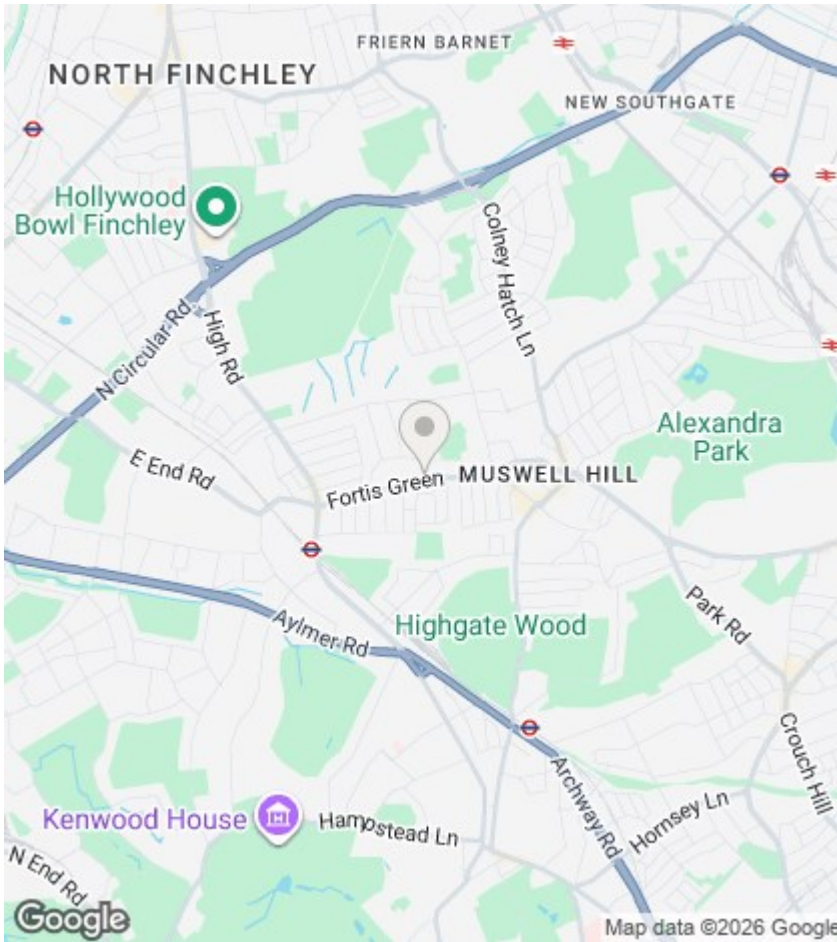 FRIERN BARNET
NORTH FINCHLEY
NEW SOUTHGATE
Hollywood
Bowl Finchley
Colney Hatch Ln
N Circular Rd
High Rd
Alexandra
Park
E End Rd
Fortis Green
MUSWELL HILL
Park Rd
Highgate Wood
Aylmer Rd
Crouch Hill
Archway Rd
Hornsey Ln
Kenwood House
Hampstead Ln
N End Rd
Google
Map data ©2026 Google